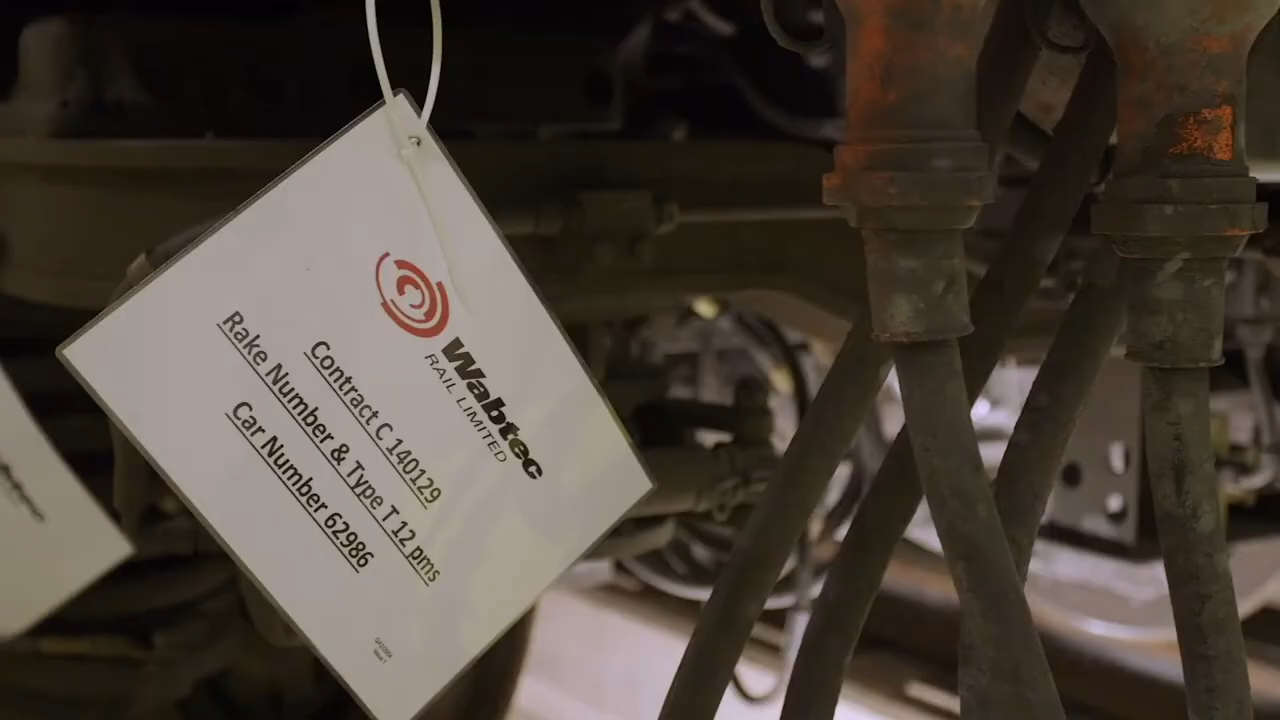 Wabtec
RAIL LIMITED
Contract C 140129
Rake Number & Type T 12 pms
Car Number 62986